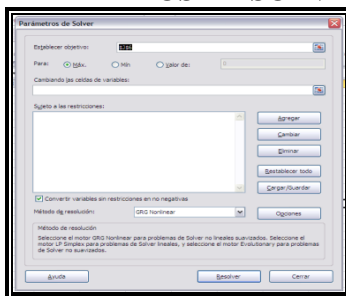 Parámetros de Solver
Establecer objetivo:
Para: Máx. Mín Valor de: 0
Cambiando las celdas de variables:
Sujeto a las restricciones:
Agregar
Cambiar
Eliminar
Restablecer todo
Cargar/Guardar
Convertir variables sin restricciones en no negativas
Método de resolución: GRG Nonlinear Opciones
Método de resolución
Seleccione el motor GRG Nonlinear para problemas de Solver no lineales suavizados. Seleccione el
motor LP Simplex para problemas de Solver lineales, y seleccione el motor Evolutionary para problemas
de Solver no suavizados.
Ayuda Resolver Cerrar